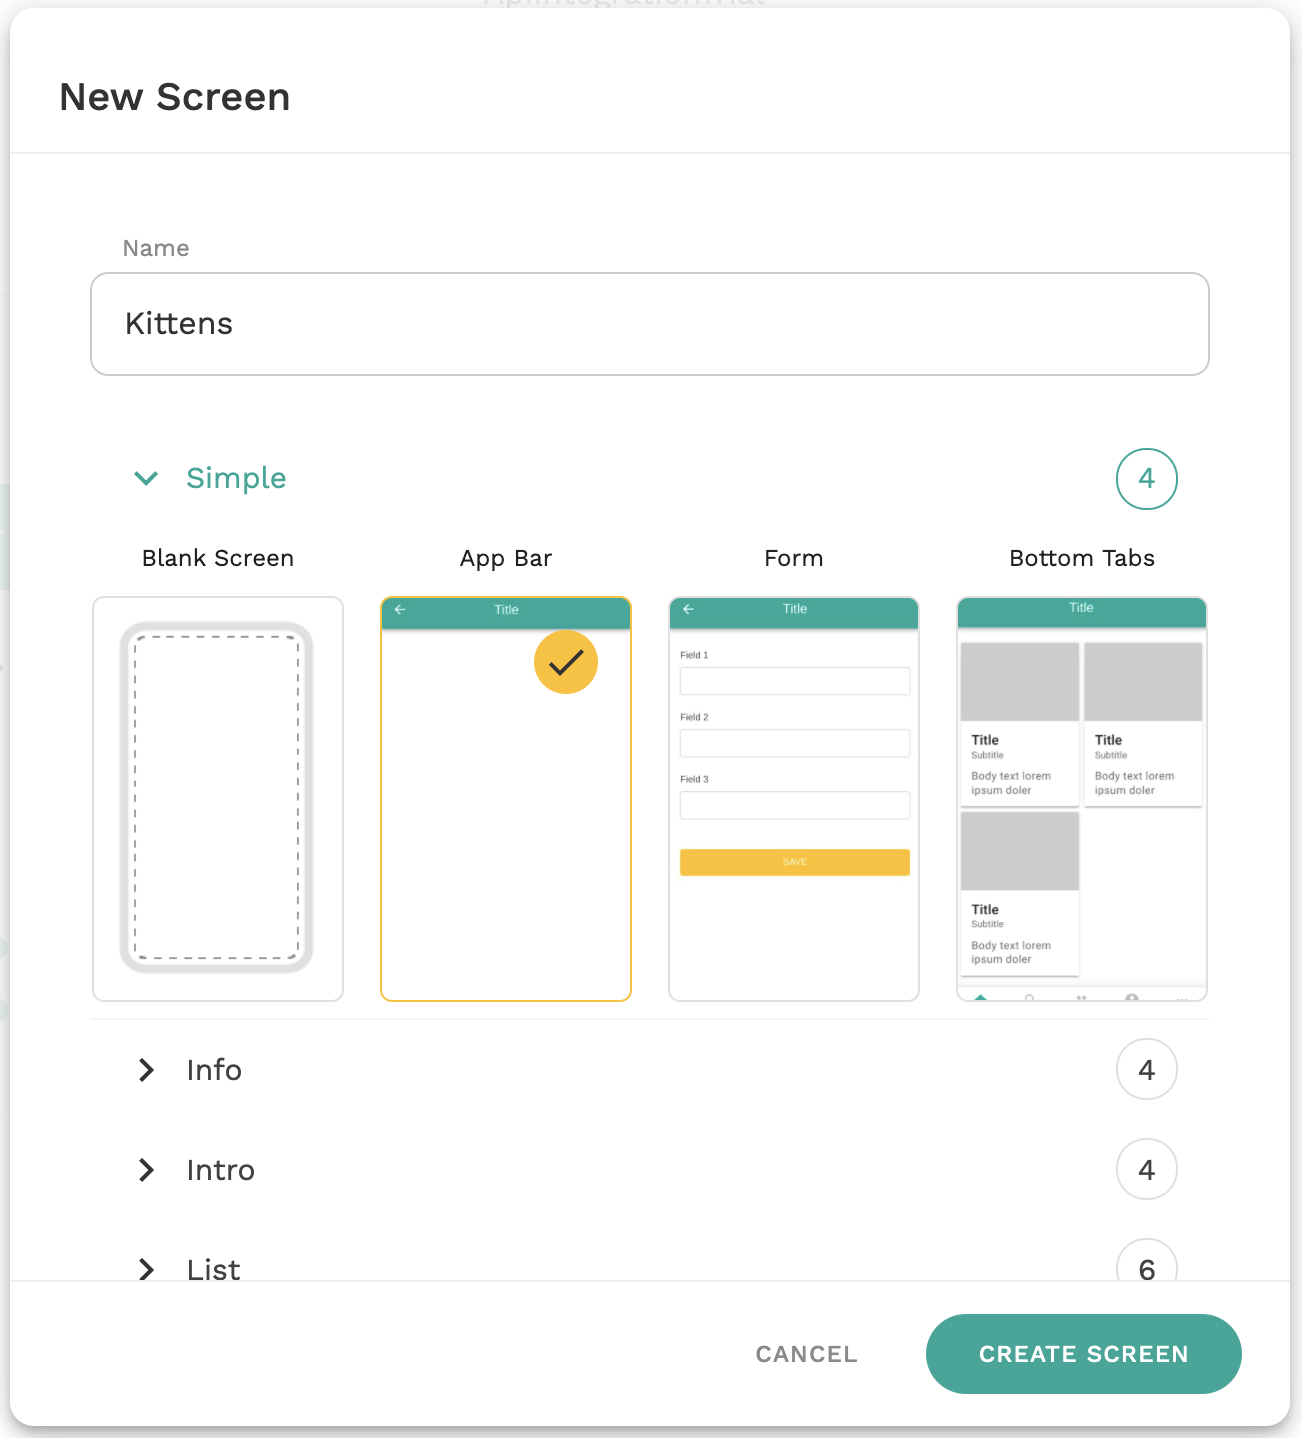 New Screen
Name
Kittens
Simple 4
Blank Screen App Bar Form Bottom Tabs
Title
Title
Field 1
Field 2
Field 3
SAVE
Title
Title
Subtitle
Body text lorem
ipsum doler
Title
Subtitle
Body text lorem
ipsum doler
Title
Subtitle
Body text lorem
ipsum doler
Info 4
Intro 4
List 6
CANCEL CREATE SCREEN